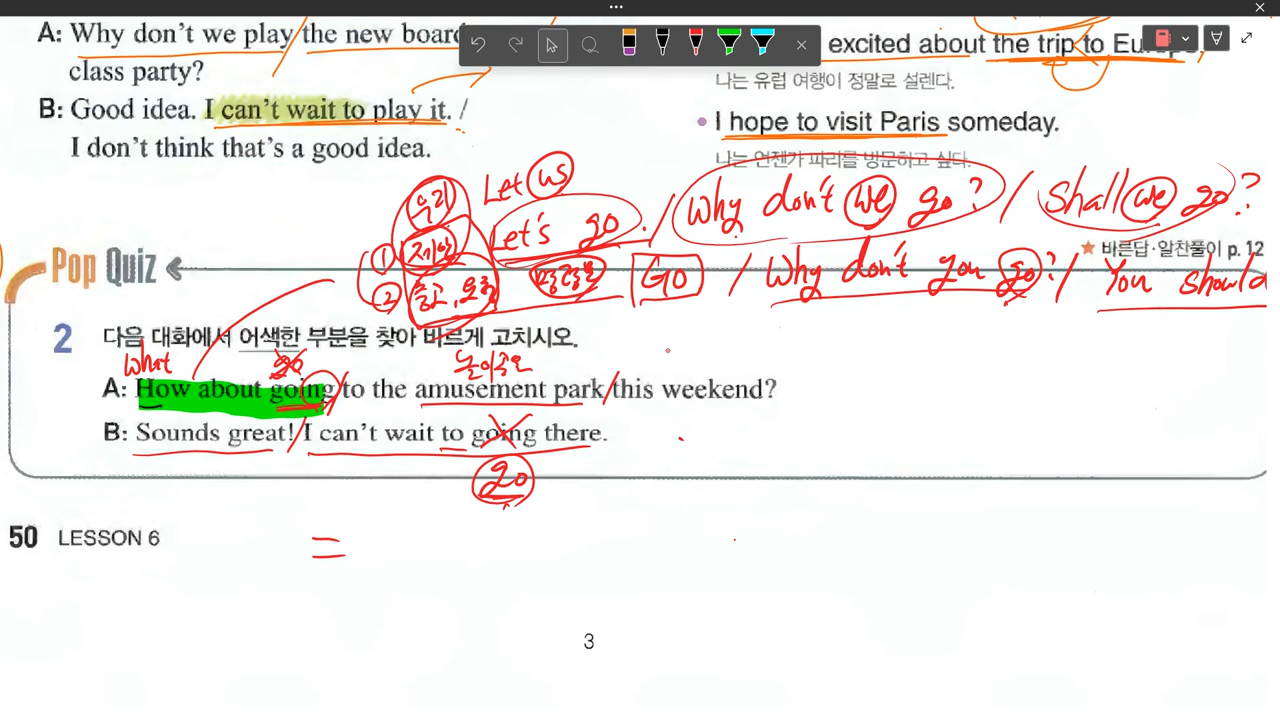 A: Why don't we play the new board
class party?
B: Good idea. I can't wait to play it. /
I don't think that's a good idea.
excited about the trip to Europe,
나는 유럽 여행이 정말로 설렌다.
• I hope to visit Paris someday.
나는 언젠가 파리를 방문하고 싶다.
Let us
우리
Let's go. / Why don't we go? / Shall we go?
① 제안
② 충고, 요청
명령문 GO / Why don't you go? / You should
★ 바른답·알찬풀이 p. 12
Pop Quiz
2 다음 대화에서 어색한 부분을 찾아 바르게 고치시오.
what go 놀이공원
A: How about going to the amusement park/this weekend?
B: Sounds great! I can't wait to going there.
go
50 LESSON 6
=
3